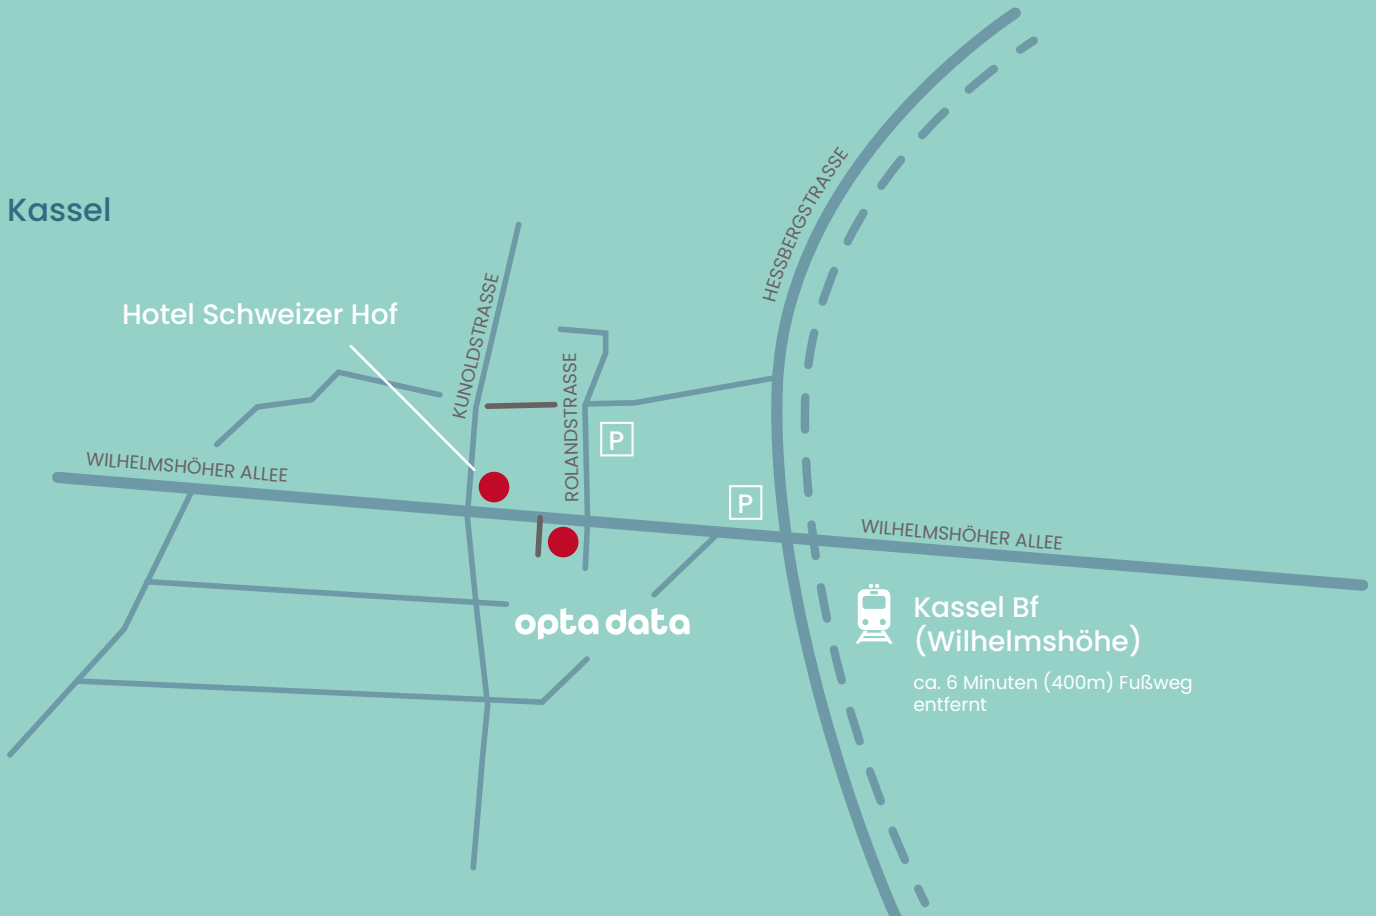 Kassel
Hotel Schweizer Hof
KUNOLDSTRASSE
ROLANDSTRASSE
HESSBERGSTRASSE
P
P
WILHELMSHÖHER ALLEE
WILHELMSHÖHER ALLEE
opta data
Kassel Bf
(Wilhelmshöhe)
ca. 6 Minuten (400m) Fußweg
entfernt